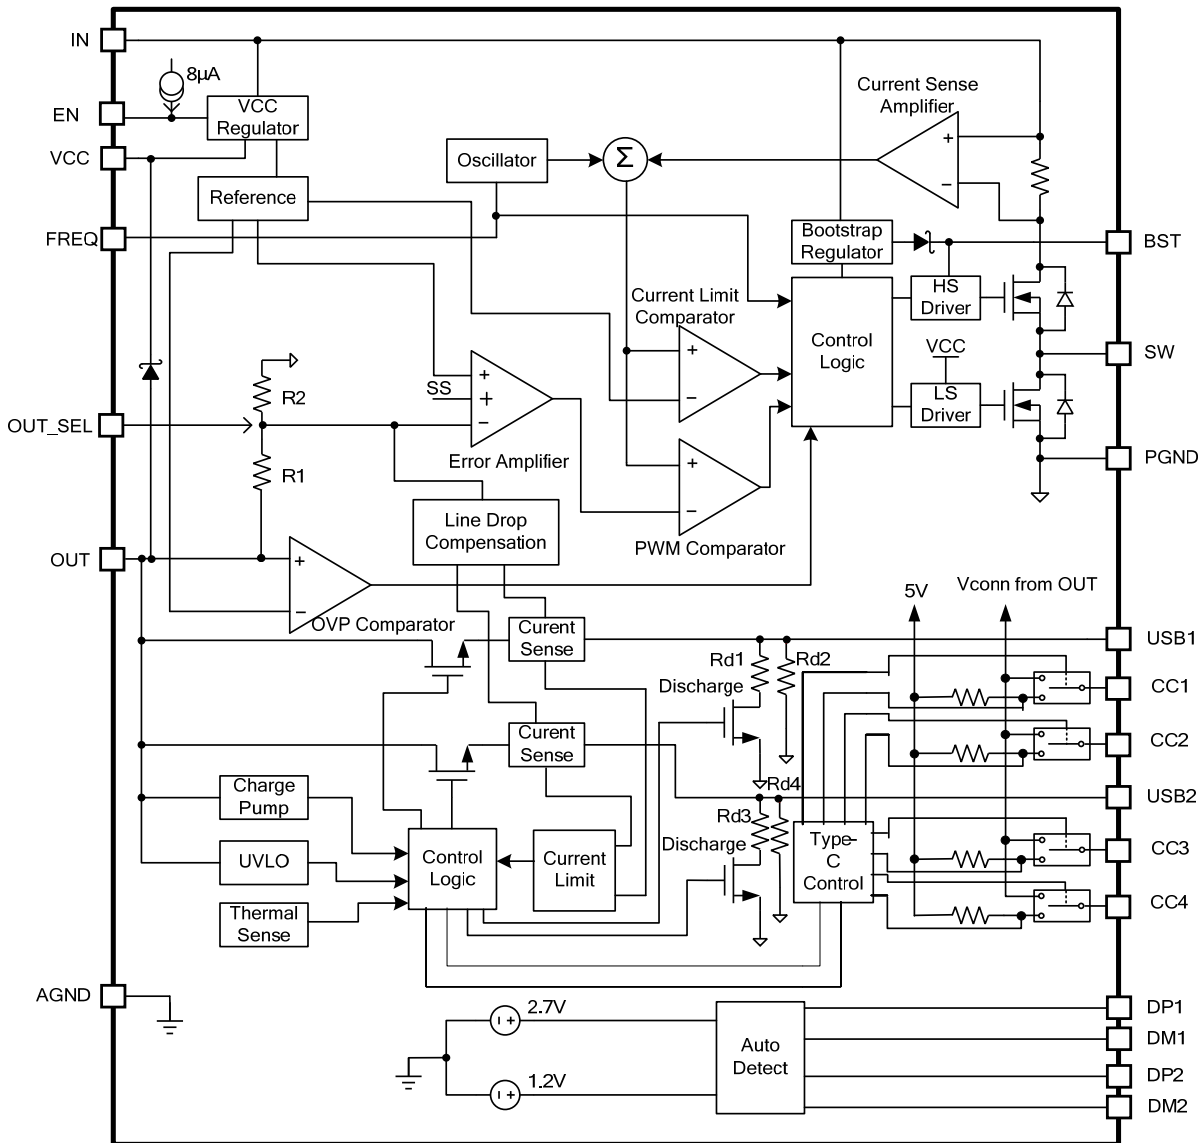 IN
8µA
EN
VCC
Regulator
VCC
Reference
FREQ
Oscillator
Σ
Current Sense
Amplifier
+
−
Bootstrap
Regulator
BST
HS
Driver
Current Limit
Comparator
+
−
Control
Logic
VCC
LS
Driver
SW
PGND
R2
OUT_SEL
R1
SS
+
+
−
Error Amplifier
+
−
PWM Comparator
Line Drop
Compensation
OUT
+
−
OVP Comparator
Curent
Sense
Curent
Sense
5V
Vconn from OUT
USB1
Rd1
Rd2
Discharge
CC1
CC2
USB2
Rd4
Rd3
Discharge
Type-
C
Control
CC3
CC4
Charge
Pump
UVLO
Thermal
Sense
Control
Logic
Current
Limit
AGND
2.7V
1.2V
Auto
Detect
DP1
DM1
DP2
DM2